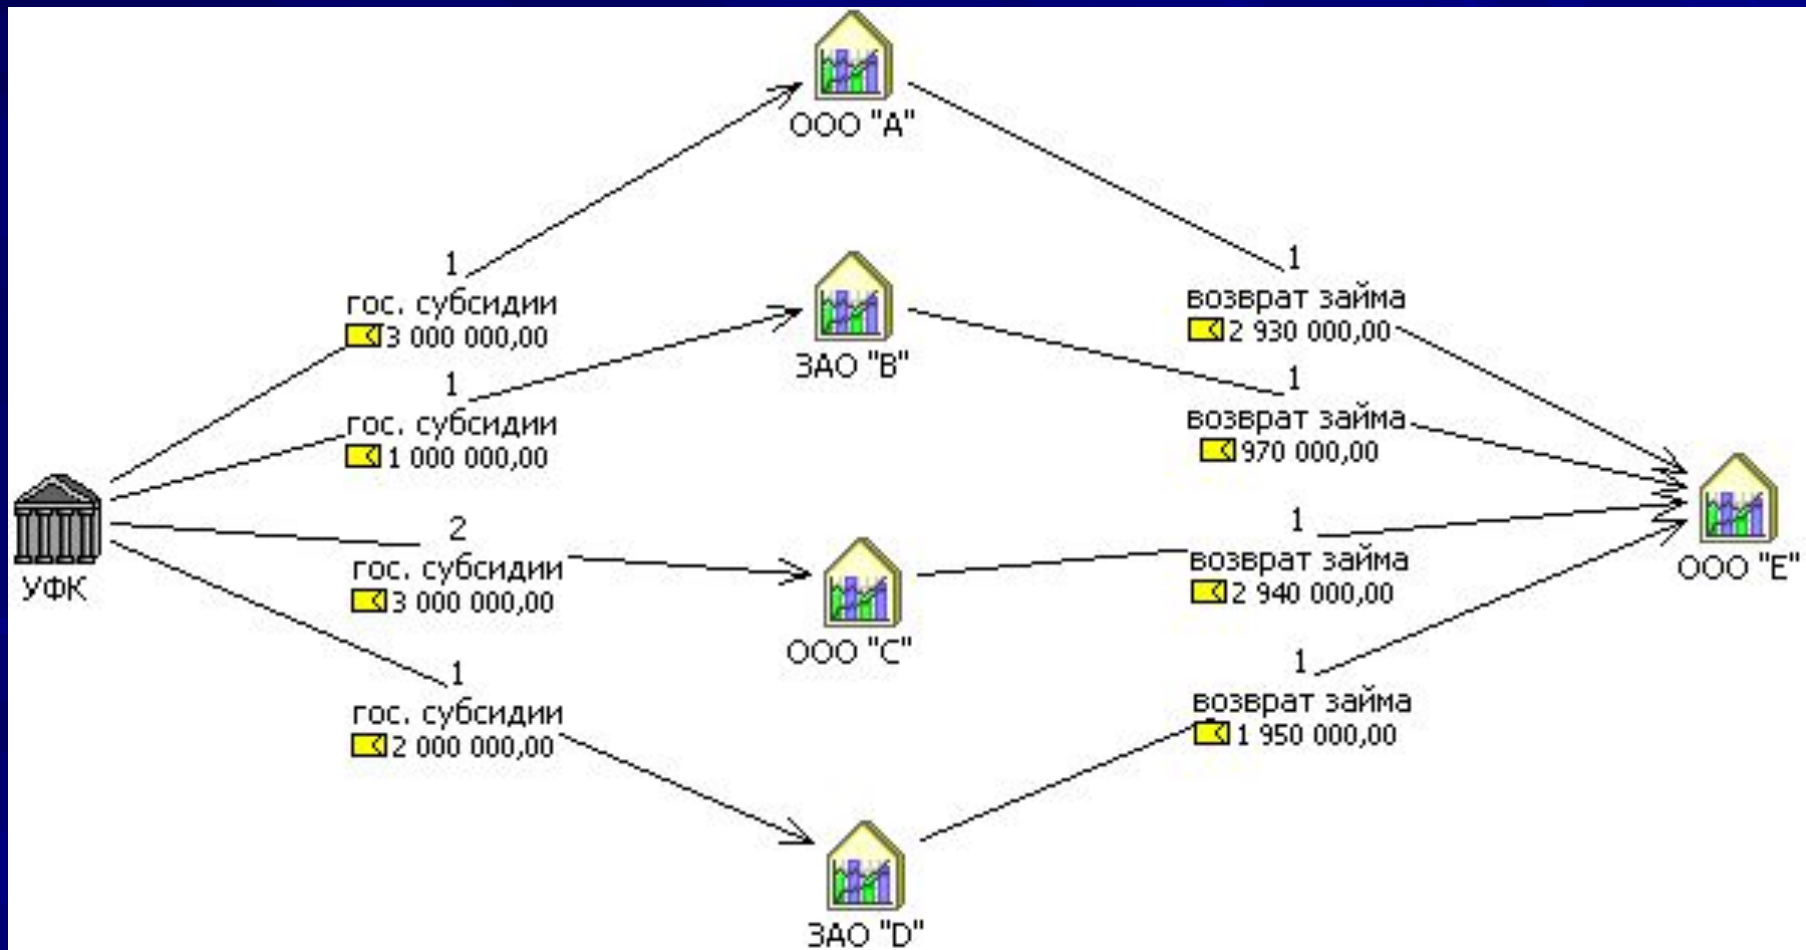 ООО "А"
1
гос. субсидии
3 000 000,00
1
возврат займа
2 930 000,00
ЗАО "В"
1
гос. субсидии
1 000 000,00
1
возврат займа
970 000,00
УФК
ООО "Е"
2
гос. субсидии
3 000 000,00
1
возврат займа
2 940 000,00
ООО "С"
1
гос. субсидии
2 000 000,00
1
возврат займа
1 950 000,00
ЗАО "D"